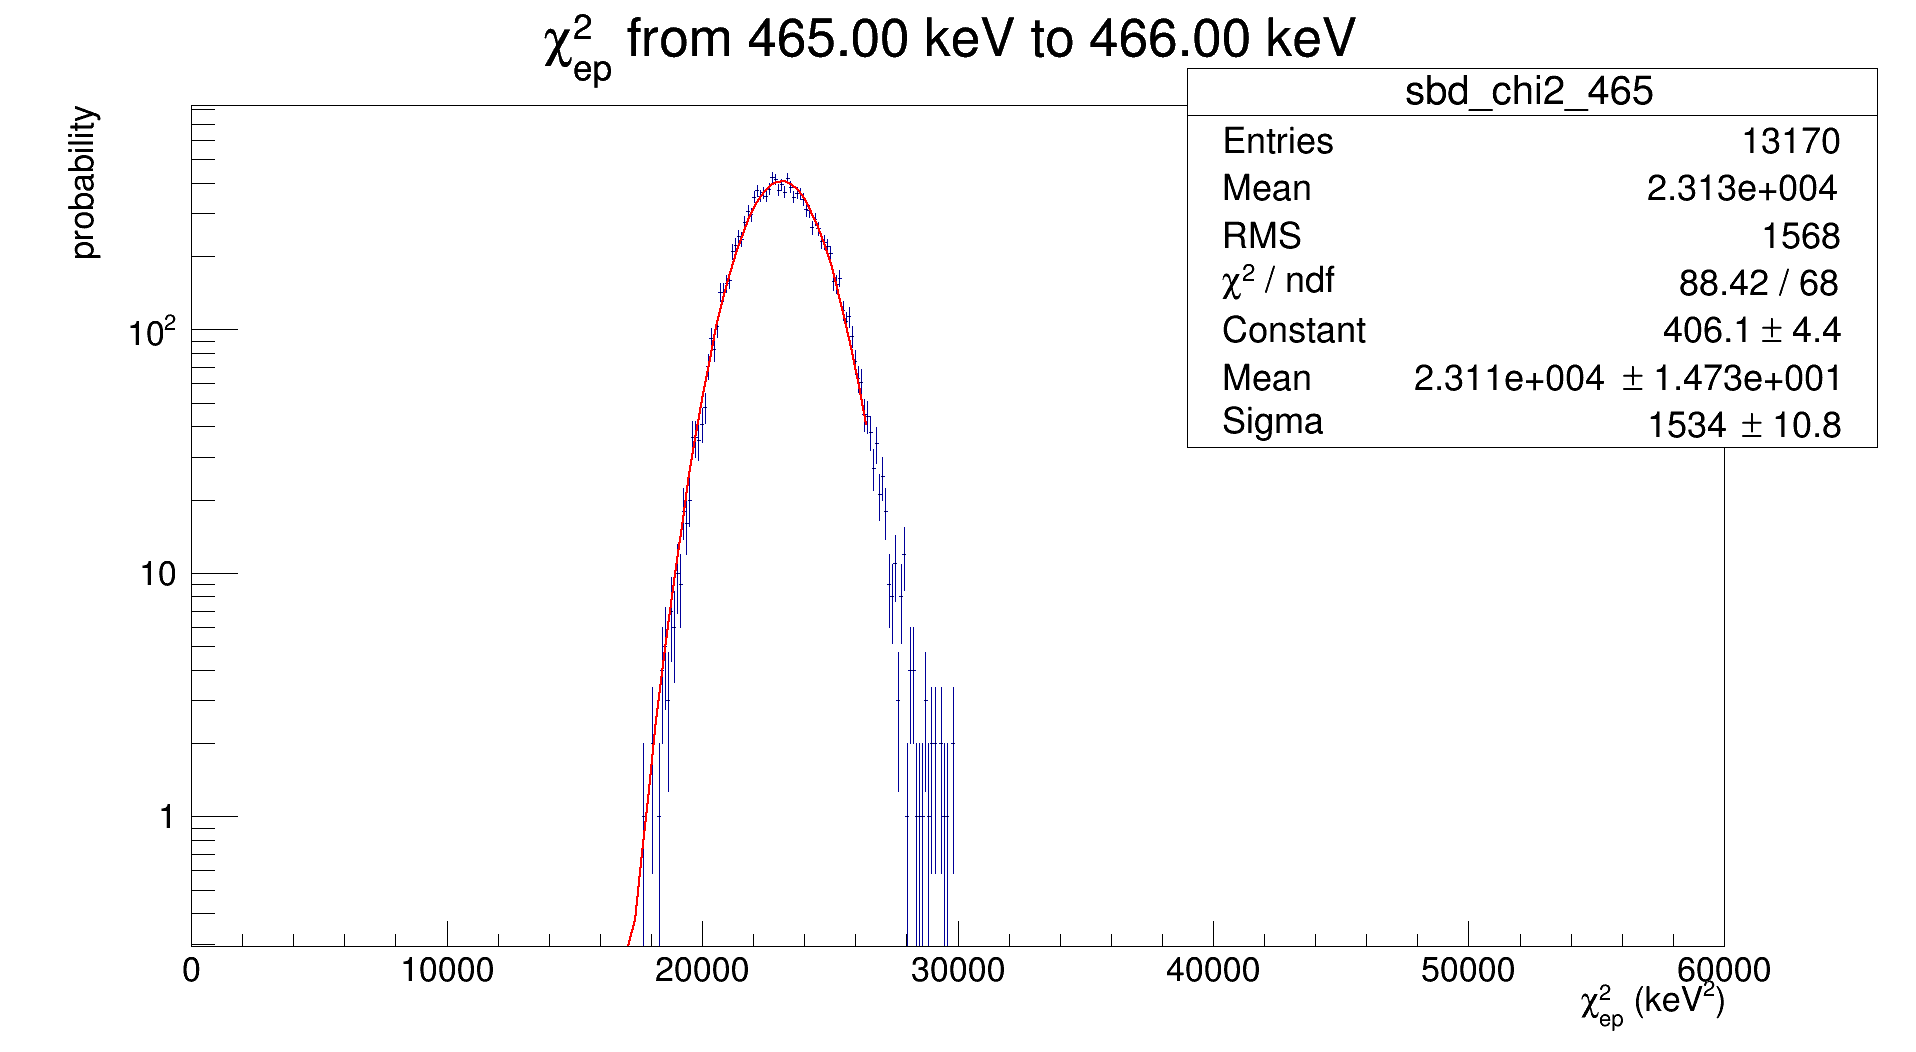 χ²ep from 465.00 keV to 466.00 keV
sbd_chi2_465
Entries 13170
Mean 2.313e+004
RMS 1568
χ² / ndf 88.42 / 68
Constant 406.1 ± 4.4
Mean 2.311e+004 ± 1.473e+001
Sigma 1534 ± 10.8
probability
10²
10
1
0 10000 20000 30000 40000 50000 60000
χ²ep (keV²)